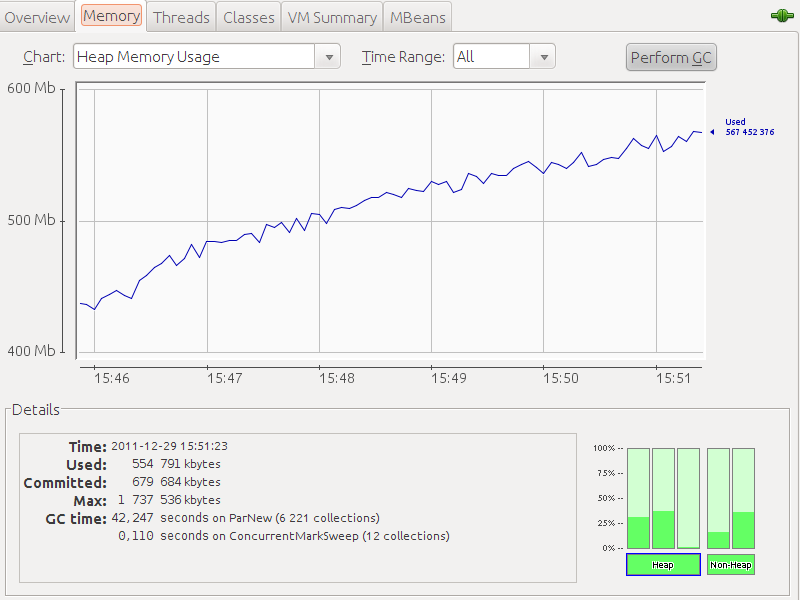 Overview Memory Threads Classes VM Summary MBeans
Chart: Heap Memory Usage Time Range: All Perform GC
600 Mb
Used
567 452 376
500 Mb
400 Mb
15:46 15:47 15:48 15:49 15:50 15:51
Details
Time: 2011-12-29 15:51:23
Used: 554 791 kbytes
Committed: 679 684 kbytes
Max: 1 737 536 kbytes
GC time: 42,247 seconds on ParNew (6 221 collections)
0,110 seconds on ConcurrentMarkSweep (12 collections)
100% --
75% --
50% --
25% --
0% --
Heap Non-Heap